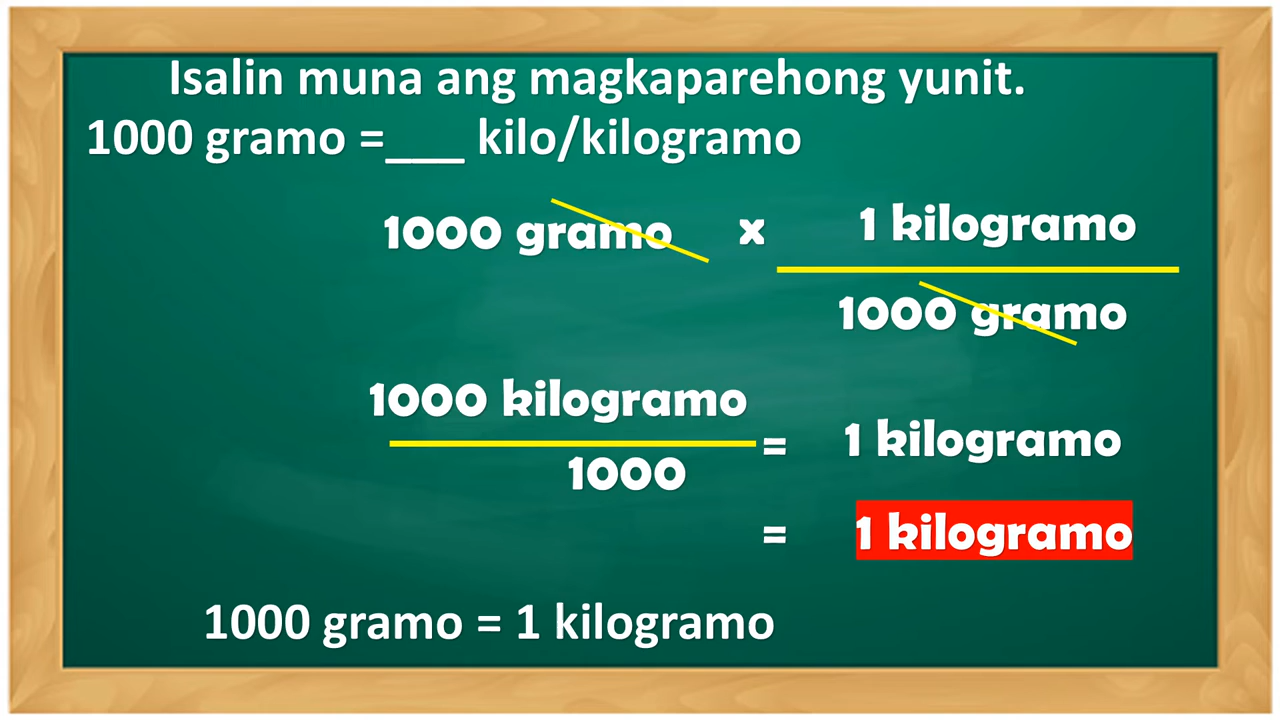 Isalin muna ang magkaparehong yunit.
1000 gramo =___ kilo/kilogramo
1000 gramo x 1 kilogramo
1000 gramo
1000 kilogramo
1000
= 1 kilogramo
= 1 kilogramo
1000 gramo = 1 kilogramo